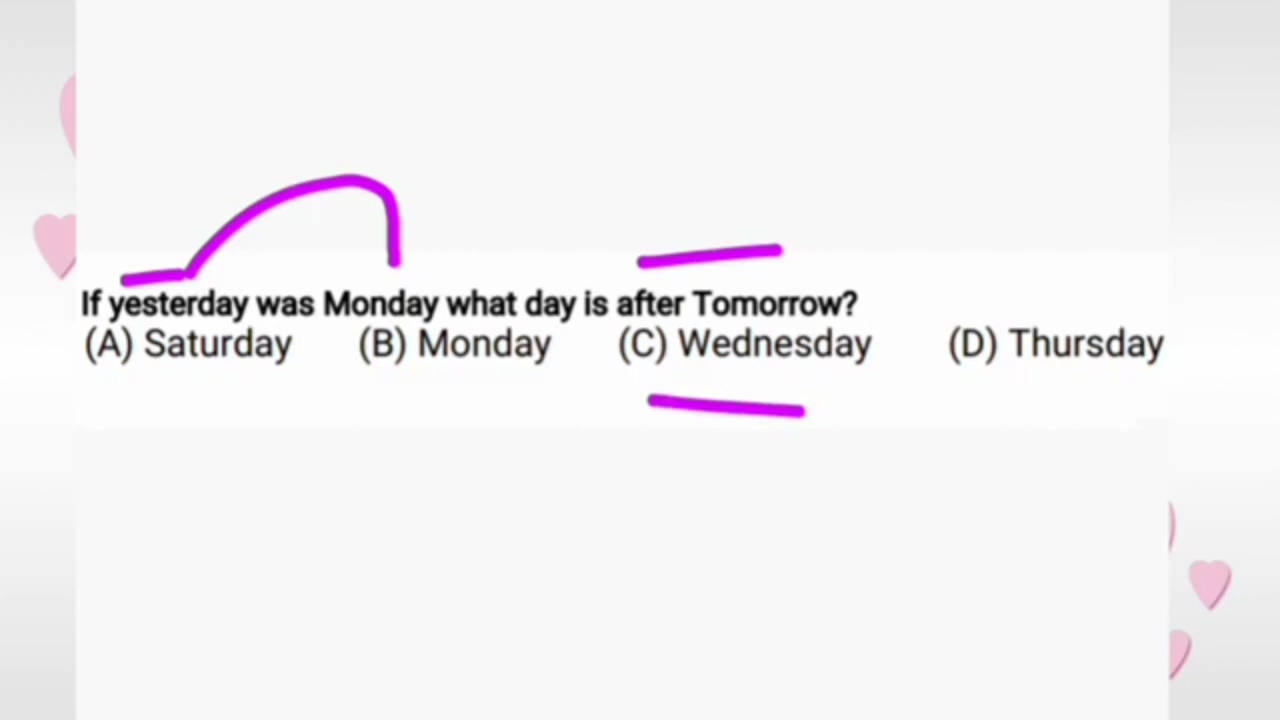 If yesterday was Monday what day is after Tomorrow?
(A) Saturday (B) Monday (C) Wednesday (D) Thursday